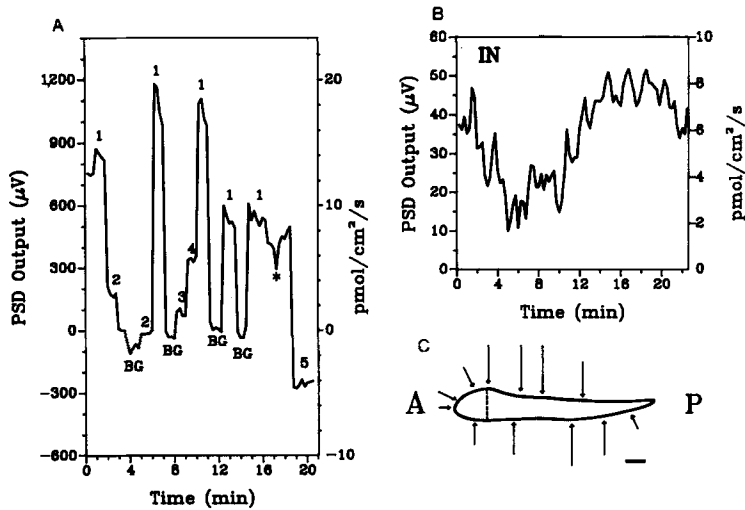 A
PSD Output (μV)
1,200
900
600
300
0
−300
−600
1
2
BG
2
1
BG
3
4
1
BG
1
BG
1
*
5
20
10
0
−10
pmol/cm²/s
0
4
8
12
16
20
Time (min)
B
IN
PSD Output (μV)
60
50
40
30
20
10
0
10
8
6
4
2
0
pmol/cm²/s
0
4
8
12
16
20
Time (min)
C
A
P